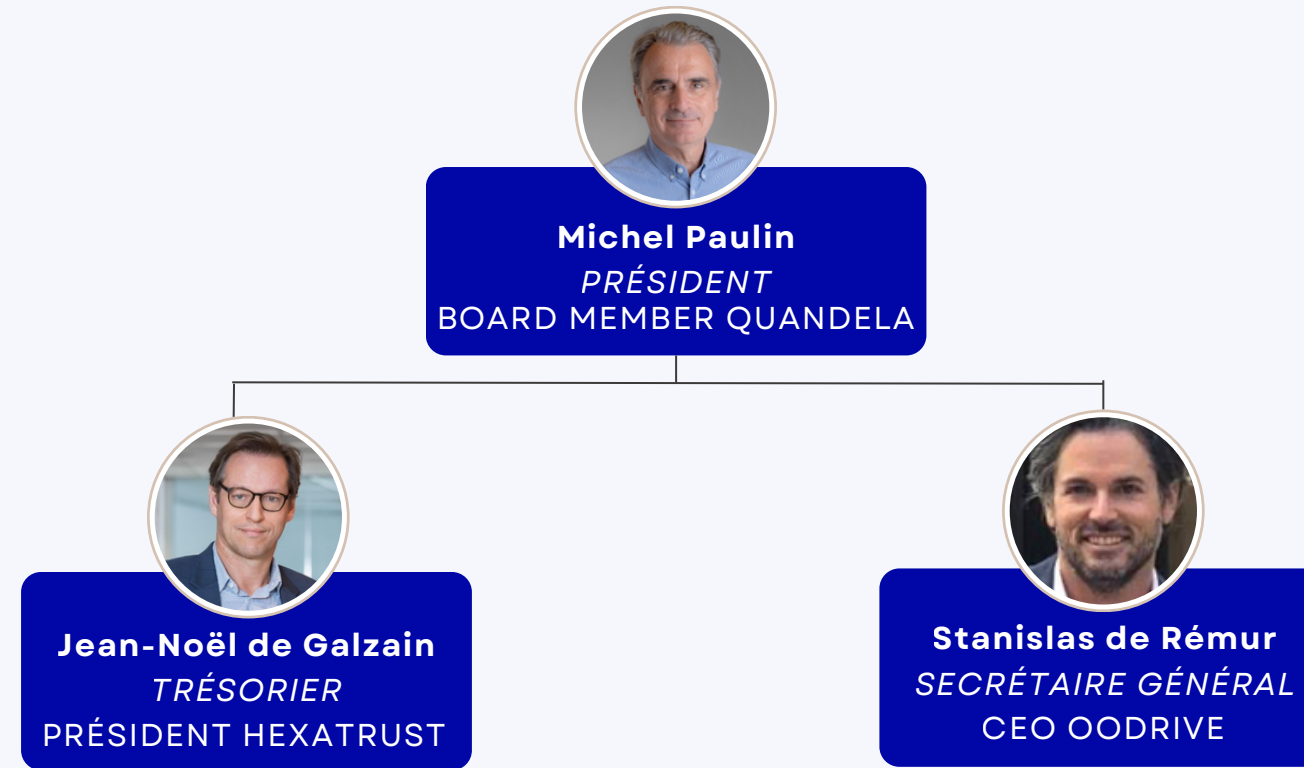 Michel Paulin
PRÉSIDENT
BOARD MEMBER QUANDELA
Jean-Noël de Galzain
TRÉSORIER
PRÉSIDENT HEXATRUST
Stanislas de Rémur
SECRÉTAIRE GÉNÉRAL
CEO OODRIVE